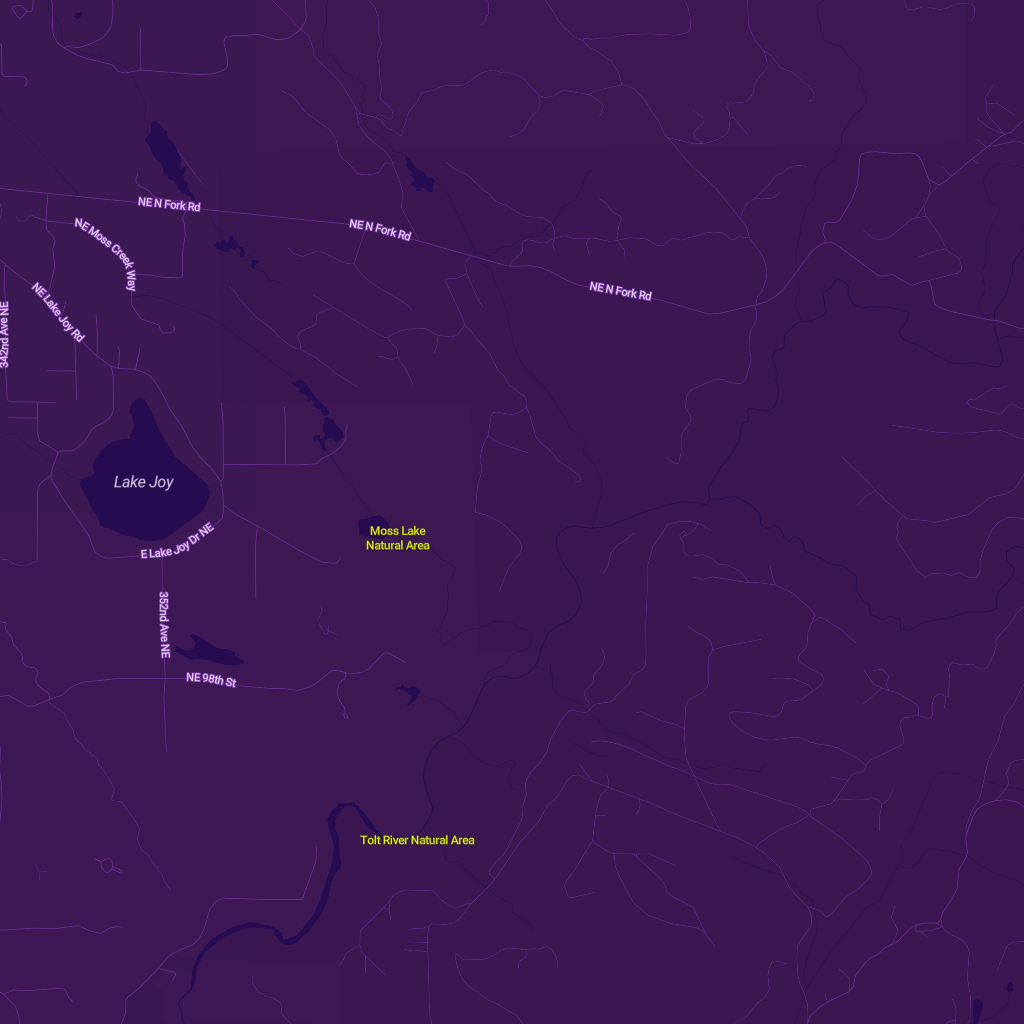 NE N Fork Rd
NE Moss Creek Way
NE N Fork Rd
NE Lake Joy Rd
NE N Fork Rd
342nd Ave NE
Lake Joy
Moss Lake
Natural Area
E Lake Joy Dr NE
352nd Ave NE
NE 98th St
Tolt River Natural Area